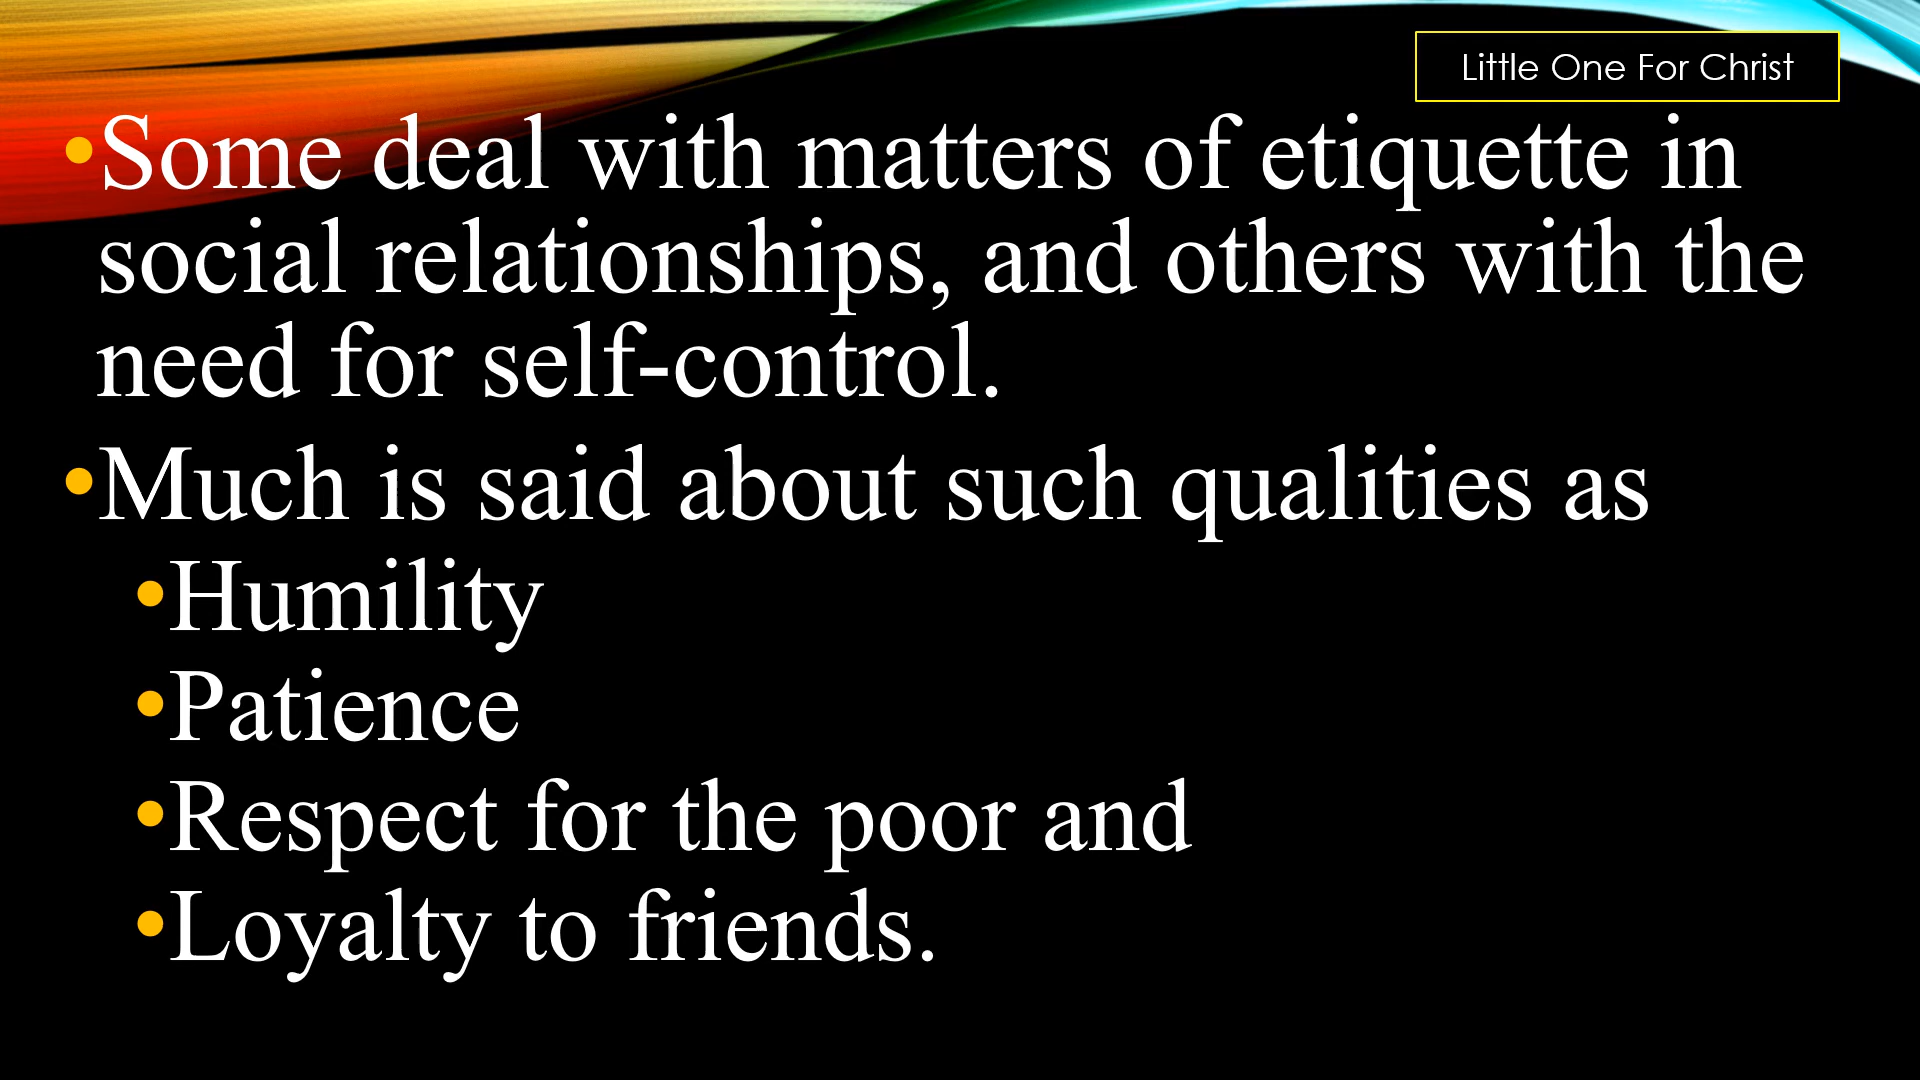 Little One For Christ
•Some deal with matters of etiquette in
social relationships, and others with the
need for self-control.
•Much is said about such qualities as
•Humility
•Patience
•Respect for the poor and
•Loyalty to friends.